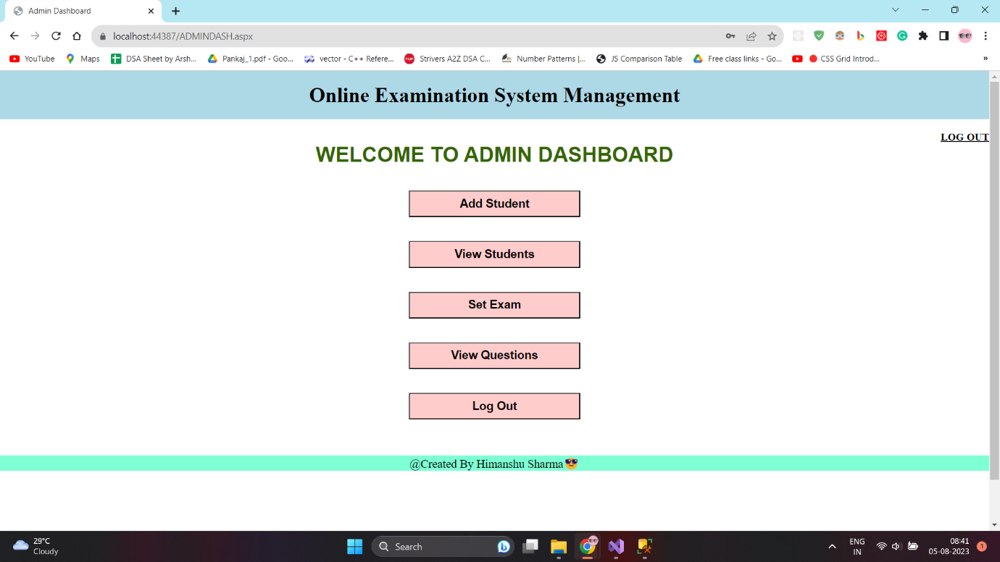 Admin Dashboard
localhost:44387/ADMINDASH.aspx
YouTube
Maps
DSA Sheet by Arsh...
Pankaj_1.pdf - Goo...
vector - C++ Refere...
Strivers A2Z DSA C...
Number Patterns |...
JS Comparison Table
Free class links - Go...
CSS Grid Introd...
»
Online Examination System Management
LOG OUT
WELCOME TO ADMIN DASHBOARD
Add Student
View Students
Set Exam
View Questions
Log Out
@Created By Himanshu Sharma😎
29°C
Cloudy
Search
ENG
IN
08:41
05-08-2023
1